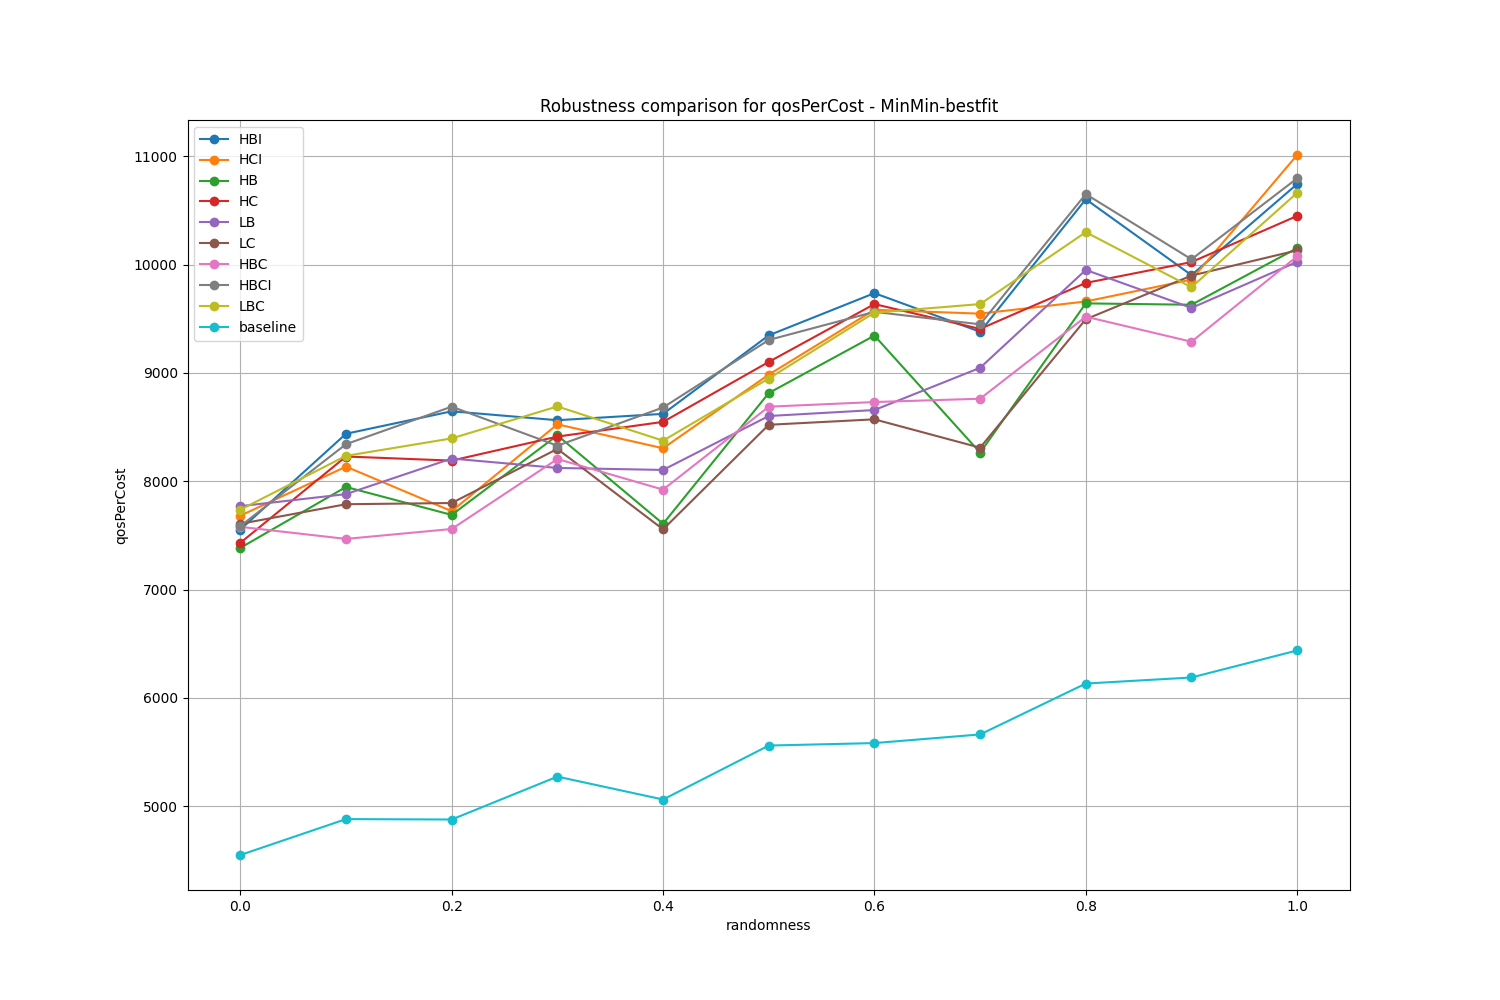 Robustness comparison for qosPerCost - MinMin-bestfit
HBI
HCI
HB
HC
LB
LC
HBC
HBCI
LBC
baseline
11000
10000
9000
8000
7000
6000
5000
qosPerCost
0.0 0.2 0.4 0.6 0.8 1.0
randomness